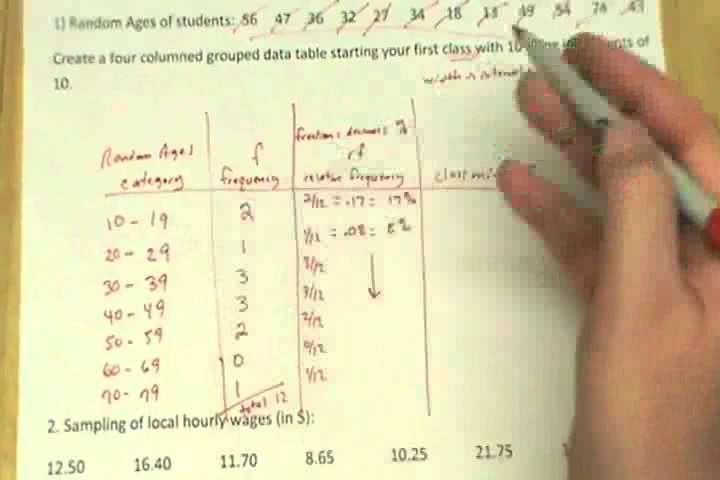 1) Random Ages of students: 56 47 36 32 27 34 18 13 49 54 74 43
Create a four columned grouped data table starting your first class with 10 of
10.
width
Random Ages category
f frequency
fractions decimals %
rf
relative frequency
class
10 - 19 2 2/12 = .17 = 17%
20 - 29 1 1/12 = .08 = 8%
30 - 39 3 3/12
40 - 49 3 3/12
50 - 59 2 2/12
60 - 69 0 0/12
70 - 79 1 1/12
total 12
2. Sampling of local hourly wages (in $):
12.50 16.40 11.70 8.65 10.25 21.75